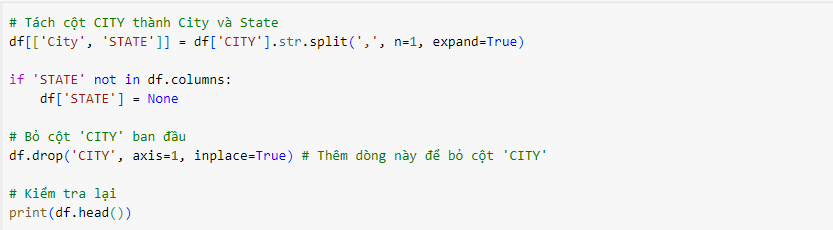 # Tách cột CITY thành City và State
df[['City', 'STATE']] = df['CITY'].str.split(',', n=1, expand=True)
if 'STATE' not in df.columns:
    df['STATE'] = None
# Bỏ cột 'CITY' ban đầu
df.drop('CITY', axis=1, inplace=True) # Thêm dòng này để bỏ cột 'CITY'
# Kiểm tra lại
print(df.head())